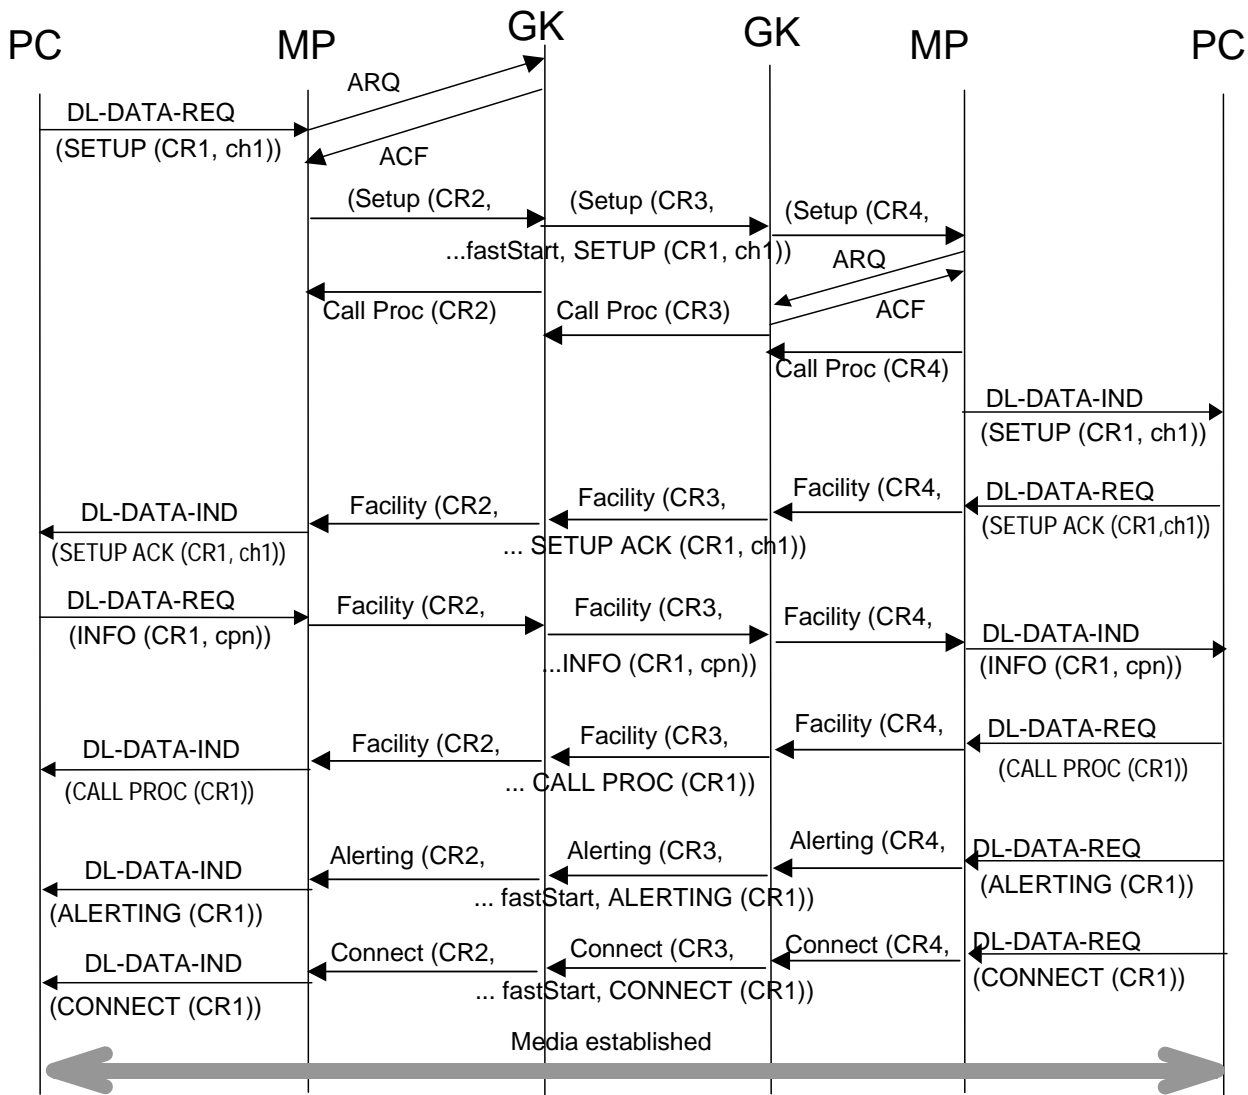 PC MP GK GK MP PC
ARQ
DL-DATA-REQ
(SETUP (CR1, ch1))
ACF
(Setup (CR2, (Setup (CR3, (Setup (CR4,
...fastStart, SETUP (CR1, ch1))
ARQ
Call Proc (CR2) Call Proc (CR3) ACF
Call Proc (CR4)
DL-DATA-IND
(SETUP (CR1, ch1))
DL-DATA-IND Facility (CR2, Facility (CR3, Facility (CR4, DL-DATA-REQ
(SETUP ACK (CR1, ch1)) ... SETUP ACK (CR1, ch1)) (SETUP ACK (CR1,ch1))
DL-DATA-REQ Facility (CR2, Facility (CR3, Facility (CR4, DL-DATA-IND
(INFO (CR1, cpn)) ...INFO (CR1, cpn)) (INFO (CR1, cpn))
DL-DATA-IND Facility (CR2, Facility (CR3, Facility (CR4, DL-DATA-REQ
(CALL PROC (CR1)) ... CALL PROC (CR1)) (CALL PROC (CR1))
DL-DATA-IND Alerting (CR2, Alerting (CR3, Alerting (CR4, DL-DATA-REQ
(ALERTING (CR1)) ... fastStart, ALERTING (CR1)) (ALERTING (CR1))
DL-DATA-IND Connect (CR2, Connect (CR3, Connect (CR4, DL-DATA-REQ
(CONNECT (CR1)) ... fastStart, CONNECT (CR1)) (CONNECT (CR1))
Media established